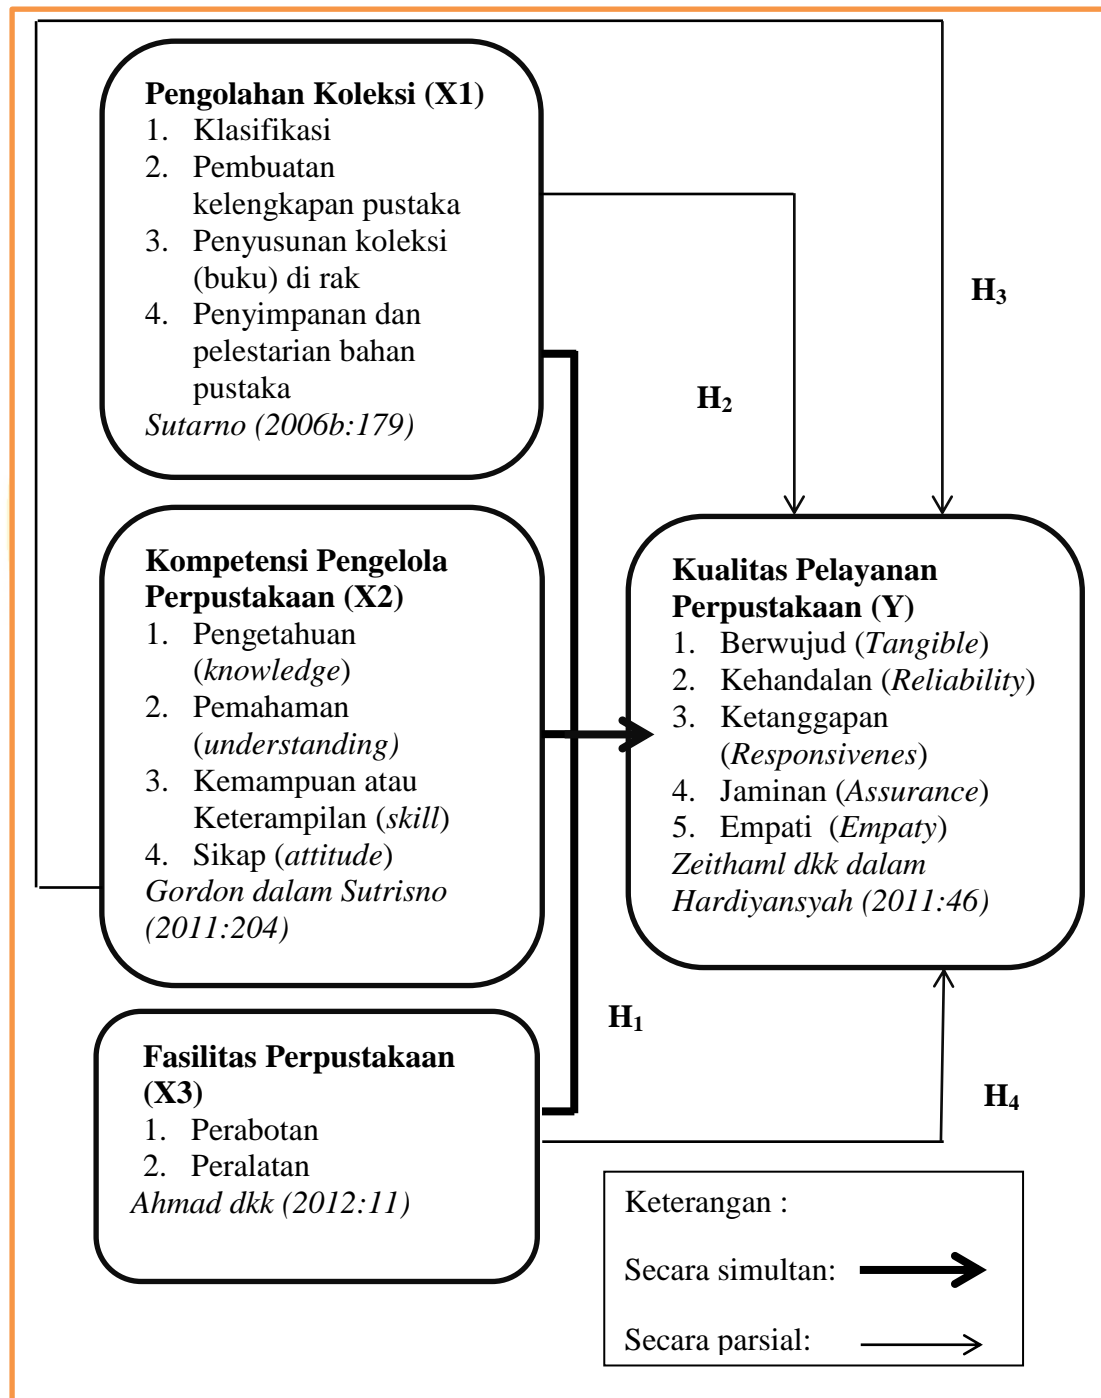 Pengolahan Koleksi (X1)
1. Klasifikasi
2. Pembuatan
kelengkapan pustaka
3. Penyusunan koleksi
(buku) di rak
4. Penyimpanan dan
pelestarian bahan
pustaka
Sutarno (2006b:179)
H3
H2
Kompetensi Pengelola
Perpustakaan (X2)
1. Pengetahuan
(knowledge)
2. Pemahaman
(understanding)
3. Kemampuan atau
Keterampilan (skill)
4. Sikap (attitude)
Gordon dalam Sutrisno
(2011:204)
Kualitas Pelayanan
Perpustakaan (Y)
1. Berwujud (Tangible)
2. Kehandalan (Reliability)
3. Ketanggapan
(Responsivenes)
4. Jaminan (Assurance)
5. Empati (Empaty)
Zeithaml dkk dalam
Hardiyansyah (2011:46)
H1
Fasilitas Perpustakaan
(X3)
1. Perabotan
2. Peralatan
Ahmad dkk (2012:11)
H4
Keterangan :
Secara simultan:
Secara parsial: